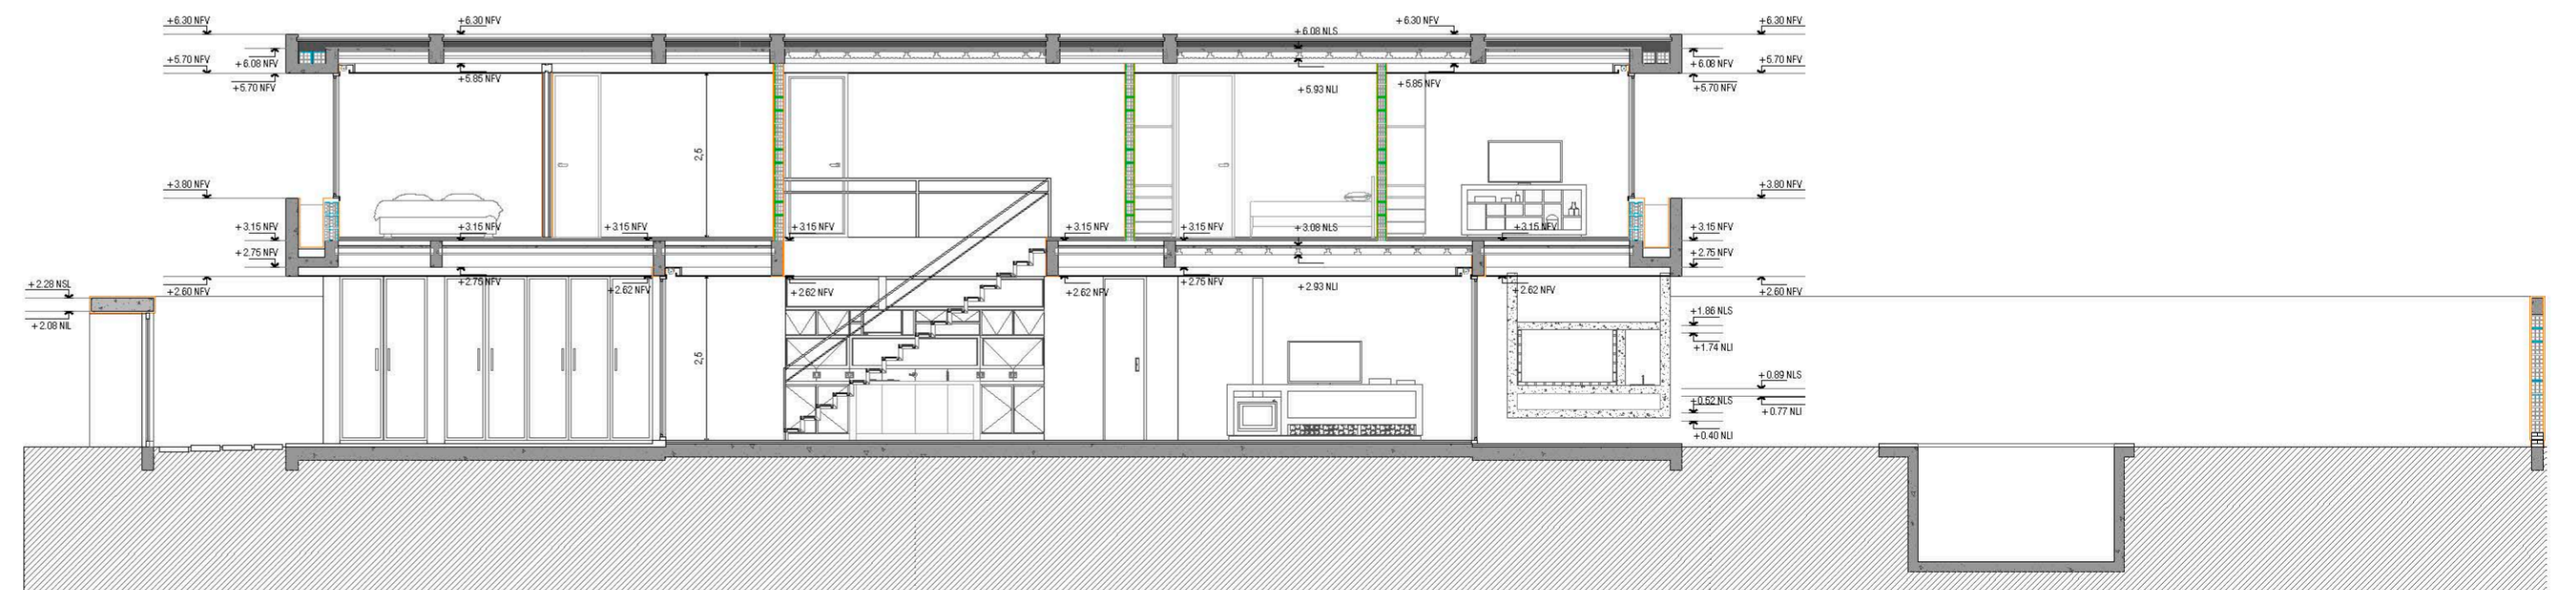 +6.30 NFV
+6.30 NFV
+6.08 NLS
+6.30 NFV
+6.30 NFV
+5.70 NFV
+6.08 NFV
+5.70 NFV
+5.85 NFV
+5.93 NLI
+5.85 NFV
+6.08 NFV
+5.70 NFV
+5.70 NFV
2,5
+3.80 NFV
+3.80 NFV
+3.15 NFV
+3.15 NFV
+3.15 NFV
+3.15 NFV
+3.15 NFV
+3.15 NFV
+3.08 NLS
+3.15 NFV
+3.15 NFV
+2.75 NFV
+2.75 NFV
+2.28 NSL
+2.60 NFV
+2.75 NFV
+2.62 NFV
+2.62 NFV
+2.62 NFV
+2.75 NFV
+2.93 NLI
+2.62 NFV
+2.60 NFV
+2.08 NIL
+1.86 NLS
+1.74 NLI
2,5
+0.89 NLS
+0.52 NLS
+0.77 NLI
+0.40 NLI